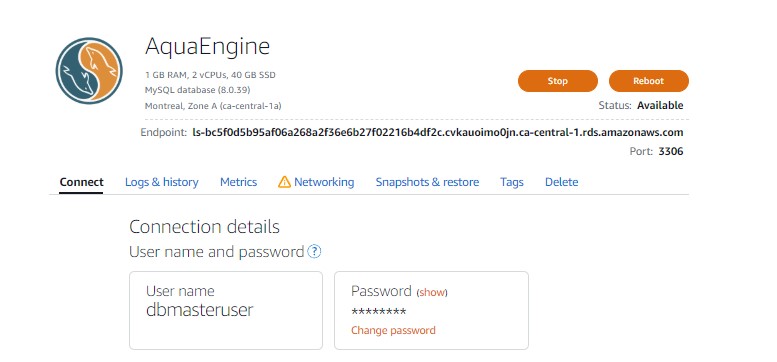 AquaEngine
1 GB RAM, 2 vCPUs, 40 GB SSD
MySQL database (8.0.39)
Montreal, Zone A (ca-central-1a)
Stop
Reboot
Status: Available
Endpoint: ls-bc5f0d5b95af06a268a2f36e6b27f02216b4df2c.cvkauoimo0jn.ca-central-1.rds.amazonaws.com
Port: 3306
Connect Logs & history Metrics Networking Snapshots & restore Tags Delete
Connection details
User name and password ?
User name
dbmasteruser
Password (show)
********
Change password